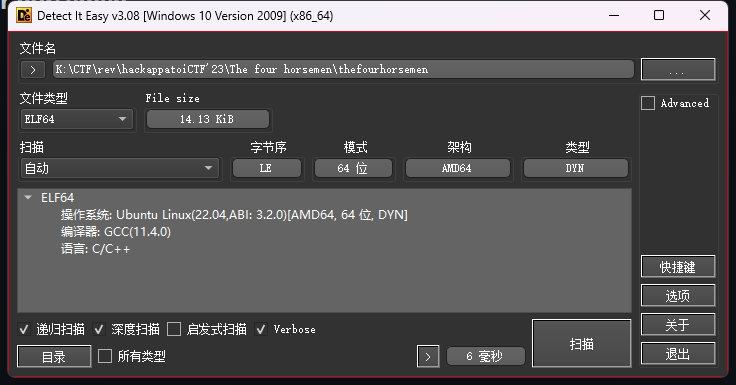 Detect It Easy v3.08 [Windows 10 Version 2009] (x86_64)
文件名
K:\CTF\rev\hackappatoiCTF'23\The four horsemen\thefourhorsemen
...
文件类型
File size
Advanced
ELF64
14.13 KiB
扫描
字节序
模式
架构
类型
自动
LE
64 位
AMD64
DYN
ELF64
操作系统: Ubuntu Linux(22.04,ABI: 3.2.0)[AMD64, 64 位, DYN]
编译器: GCC(11.4.0)
语言: C/C++
快捷键
选项
递归扫描
深度扫描
启发式扫描
Verbose
扫描
关于
目录
所有类型
>
6 毫秒
退出